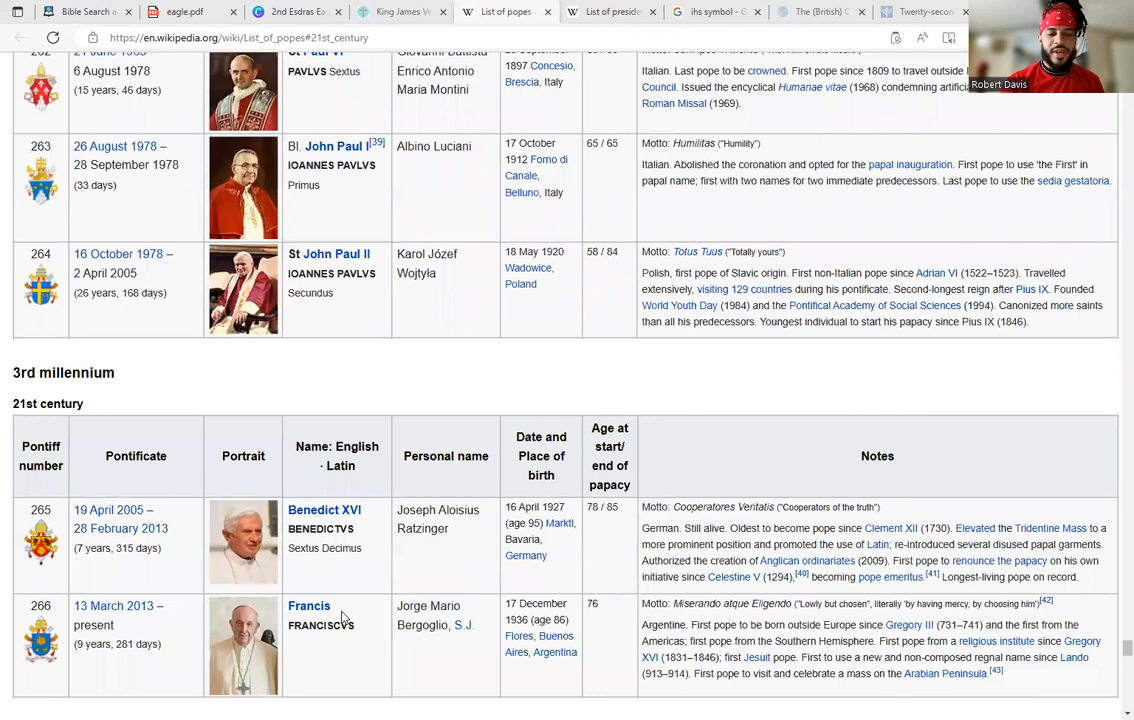 Bible Search a
eagle.pdf
2nd Esdras Ea
King James Ve
List of popes
List of preside
ihs symbol - G
The (British) C
Twenty-secon
https://en.wikipedia.org/wiki/List_of_popes#21st_century
Robert Davis
262
6 August 1978
(15 years, 46 days)
St Paul VI
PAVLVS Sextus
Giovanni Battista
Enrico Antonio
Maria Montini
1897 Concesio,
Brescia, Italy
Italian. Last pope to be crowned. First pope since 1809 to travel outside
Council. Issued the encyclical Humanae vitae (1968) condemning artific
Roman Missal (1969).
263
26 August 1978 –
28 September 1978
(33 days)
Bl. John Paul I[39]
IOANNES PAVLVS
Primus
Albino Luciani
17 October
1912 Forno di
Canale,
Belluno, Italy
65 / 65
Motto: Humilitas ("Humility")
Italian. Abolished the coronation and opted for the papal inauguration. First pope to use 'the First' in
papal name; first with two names for two immediate predecessors. Last pope to use the sedia gestatoria.
264
16 October 1978 –
2 April 2005
(26 years, 168 days)
St John Paul II
IOANNES PAVLVS
Secundus
Karol Józef
Wojtyła
18 May 1920
Wadowice,
Poland
58 / 84
Motto: Totus Tuus ("Totally yours")
Polish, first pope of Slavic origin. First non-Italian pope since Adrian VI (1522–1523). Travelled
extensively, visiting 129 countries during his pontificate. Second-longest reign after Pius IX. Founded
World Youth Day (1984) and the Pontifical Academy of Social Sciences (1994). Canonized more saints
than all his predecessors. Youngest individual to start his papacy since Pius IX (1846).
3rd millennium
21st century
Pontiff
number
Pontificate
Portrait
Name: English
· Latin
Personal name
Date and
Place of
birth
Age at
start/
end of
papacy
Notes
265
19 April 2005 –
28 February 2013
(7 years, 315 days)
Benedict XVI
BENEDICTVS
Sextus Decimus
Joseph Aloisius
Ratzinger
16 April 1927
(age 95) Marktl,
Bavaria,
Germany
78 / 85
Motto: Cooperatores Veritatis ("Cooperators of the truth")
German. Still alive. Oldest to become pope since Clement XII (1730). Elevated the Tridentine Mass to a
more prominent position and promoted the use of Latin; re-introduced several disused papal garments.
Authorized the creation of Anglican ordinariates (2009). First pope to renounce the papacy on his own
initiative since Celestine V (1294),[40] becoming pope emeritus.[41] Longest-living pope on record.
266
13 March 2013 –
present
(9 years, 281 days)
Francis
FRANCISCVS
Jorge Mario
Bergoglio, S.J.
17 December
1936 (age 86)
Flores, Buenos
Aires, Argentina
76
Motto: Miserando atque Eligendo ("Lowly but chosen", literally 'by having mercy, by choosing him')[42]
Argentine. First pope to be born outside Europe since Gregory III (731–741) and the first from the
Americas; first pope from the Southern Hemisphere. First pope from a religious institute since Gregory
XVI (1831–1846); first Jesuit pope. First to use a new and non-composed regnal name since Lando
(913–914). First pope to visit and celebrate a mass on the Arabian Peninsula.[43]